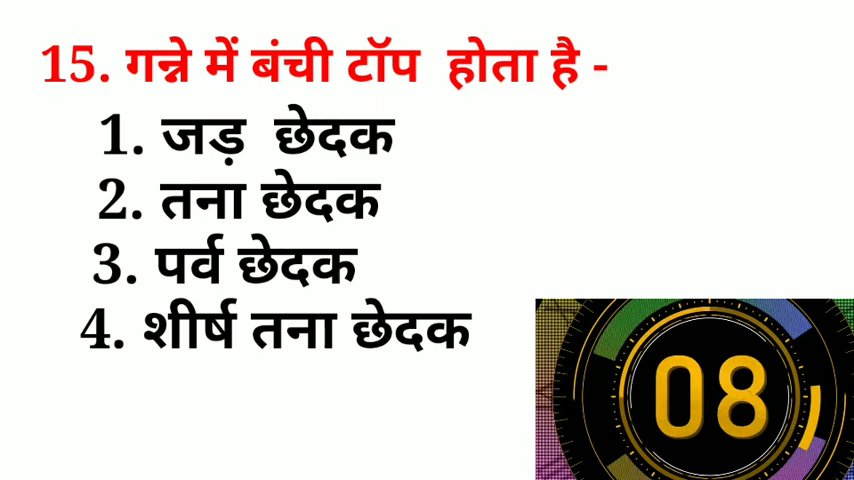 15. गन्ने में बंची टॉप होता है -
1. जड़ छेदक
2. तना छेदक
3. पर्व छेदक
4. शीर्ष तना छेदक
08